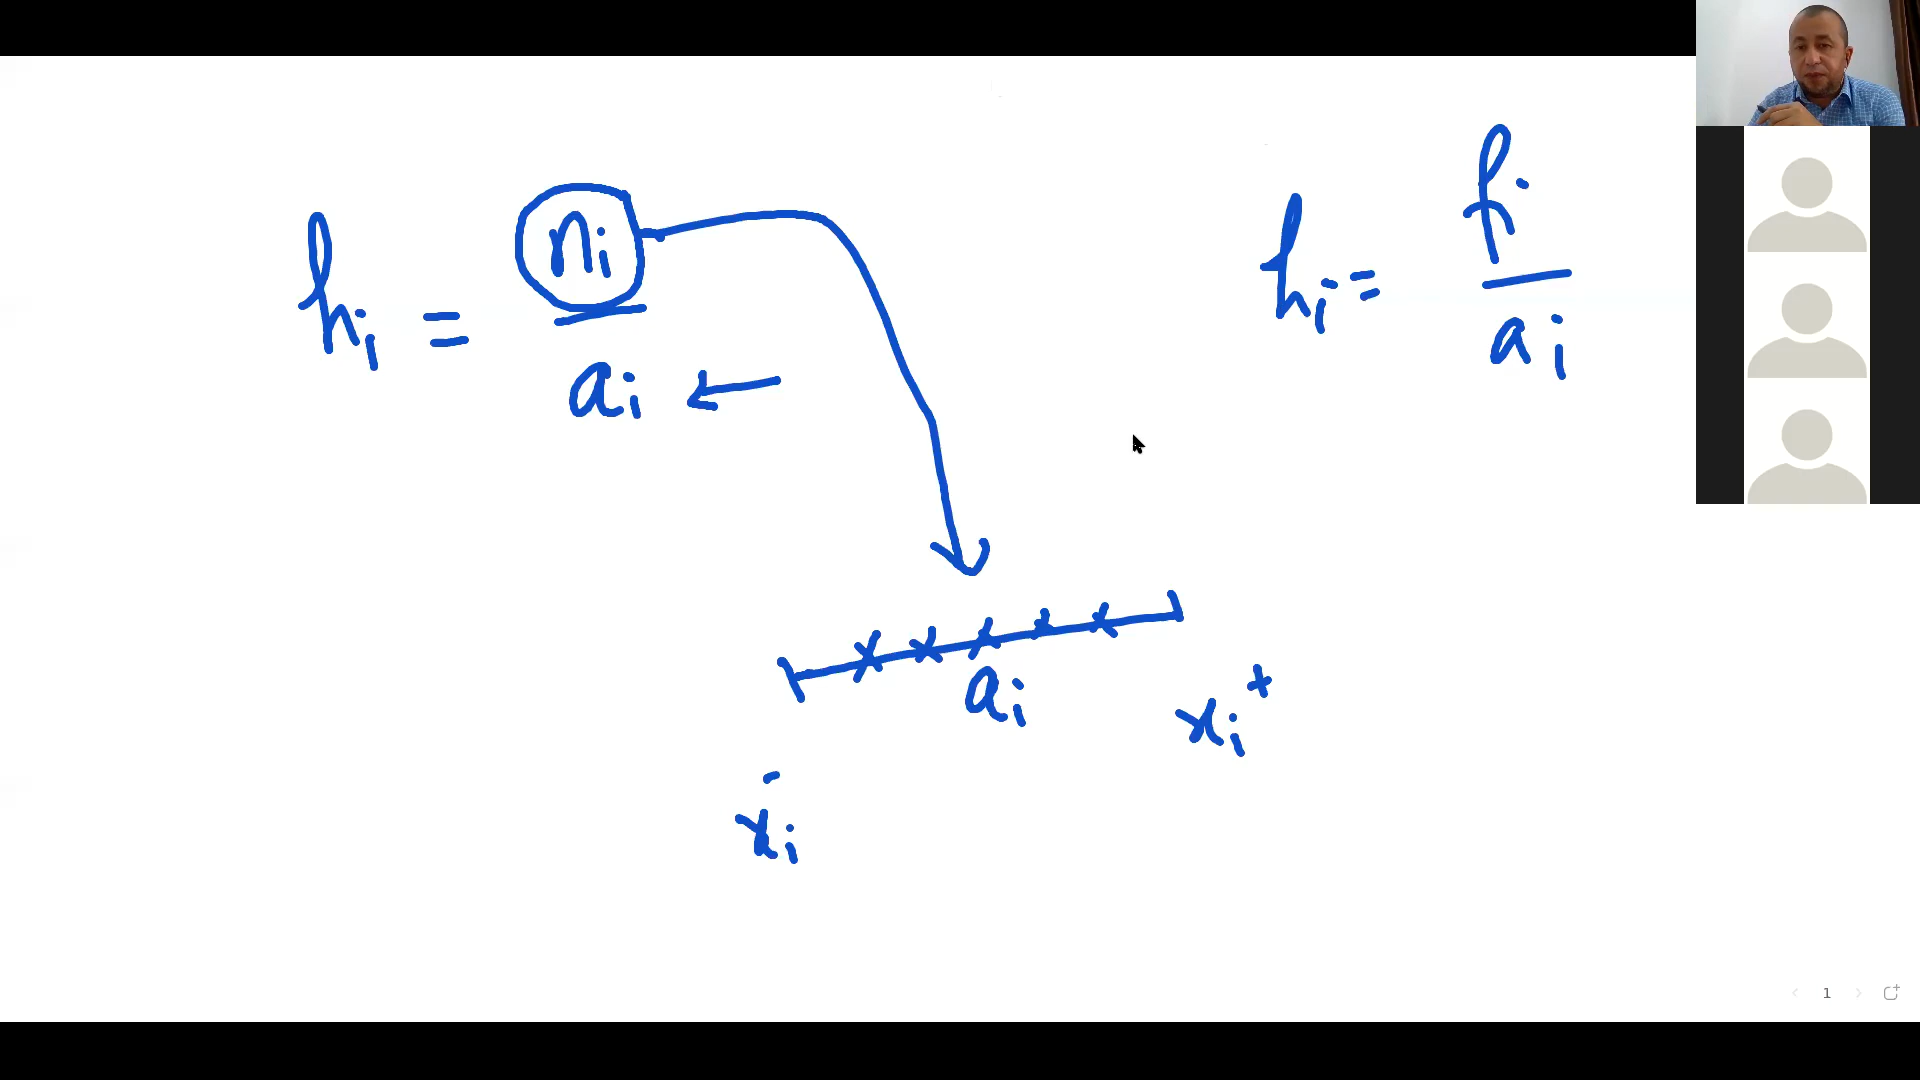 hᵢ = nᵢ / aᵢ
hᵢ = fᵢ / aᵢ
aᵢ
xᵢ⁺
xᵢ⁻
1